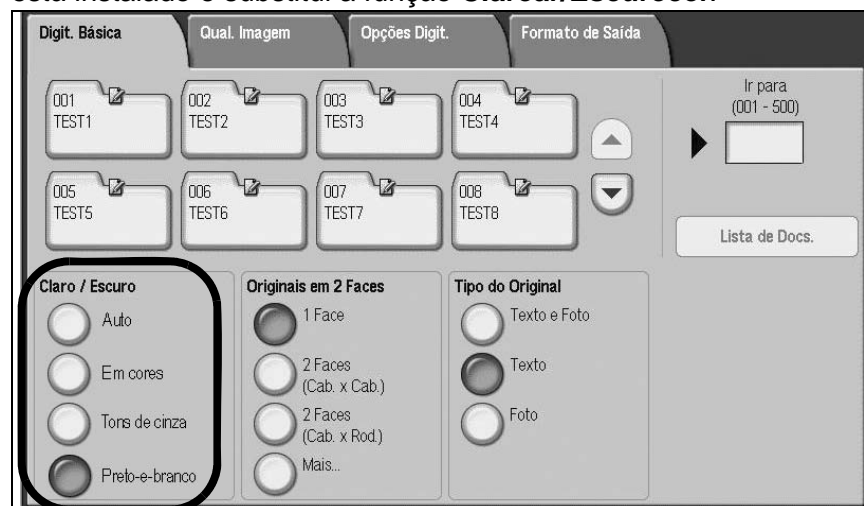 está instalado e substitui a função Clarear/Escurecer.
Digit. Básica
Qual. Imagem
Opções Digit.
Formato de Saída
001
TEST1
002
TEST2
003
TEST3
004
TEST4
Ir para
(001 - 500)
005
TEST5
006
TEST6
007
TEST7
008
TEST8
Lista de Docs.
Claro / Escuro
Auto
Em cores
Tons de cinza
Preto-e-branco
Originais em 2 Faces
1 Face
2 Faces
(Cab. x Cab.)
2 Faces
(Cab. x Rod.)
Mais...
Tipo do Original
Texto e Foto
Texto
Foto